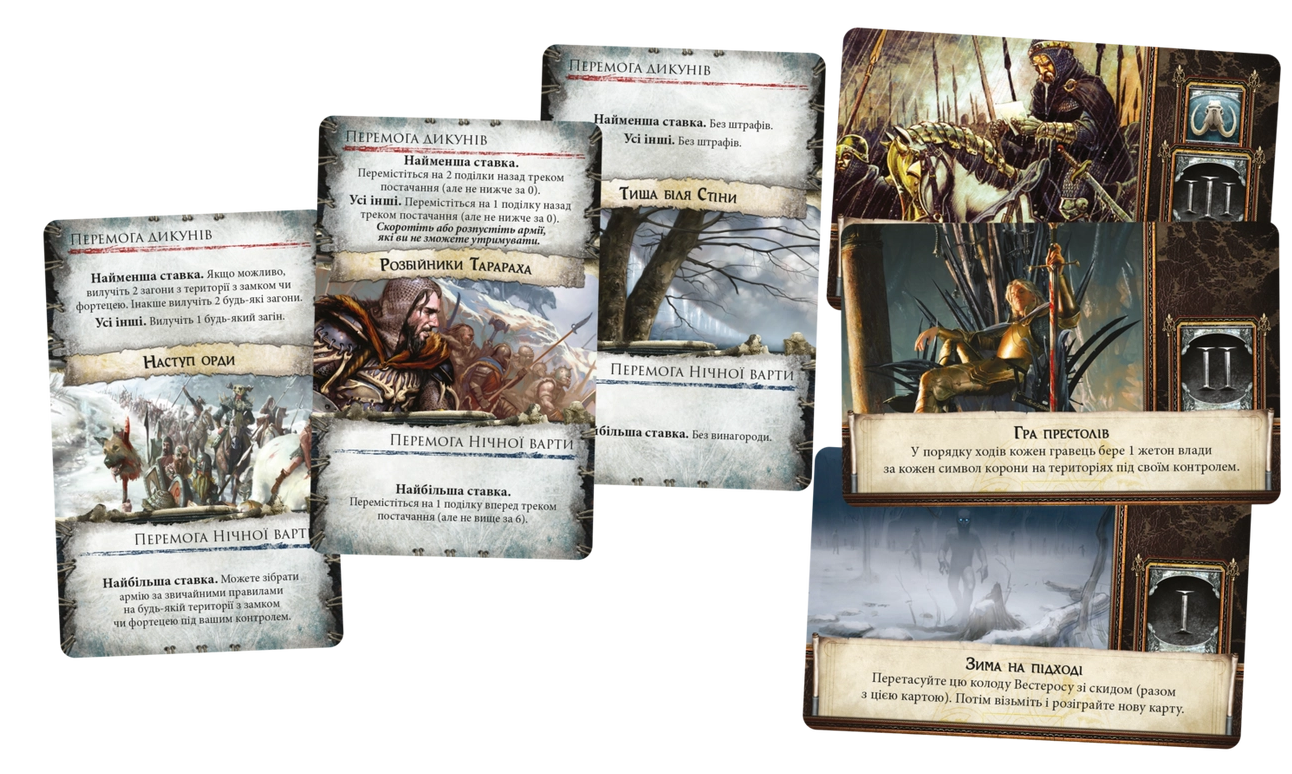 Перемога дикунів
Найменша ставка. Якщо можливо,
вилучіть 2 загони з території з замком чи
фортецею. Інакше вилучіть 2 будь-які загони.
Усі інші. Вилучіть 1 будь-який загін.
Наступ орди
Перемога Нічної
Найбільша ставка. Можете зібрати
армію за звичайними правилами
на будь-якій території з замком
чи фортецею під вашим контролем.
Перемога дикунів
Найменша ставка.
Перемістіться на 2 поділки назад треком
постачання (але не нижче за 0).
Усі інші. Перемістіться на 1 поділку назад
треком постачання (але не нижче за 0).
Скоротіть або розпустіть армії,
які ви не зможете утримувати.
Розбійники Тарараха
Перемога Нічної варти
Найбільша ставка.
Перемістіться на 1 поділку вперед треком
постачання (але не вище за 6).
Перемога дикунів
Найменша ставка. Без штрафів.
Усі інші. Без штрафів.
Тиша біля Стіни
Перемога Нічної варти
ставка. Без винагороди.
III
II
Гра престолів
У порядку ходів кожен гравець бере 1 жетон влади
за кожен символ корони на територіях під своїм контролем.
I
Зима на підході
Перетасуйте цю колоду Вестеросу зі скидом (разом
з цією картою). Потім візьміть і розіграйте нову карту.